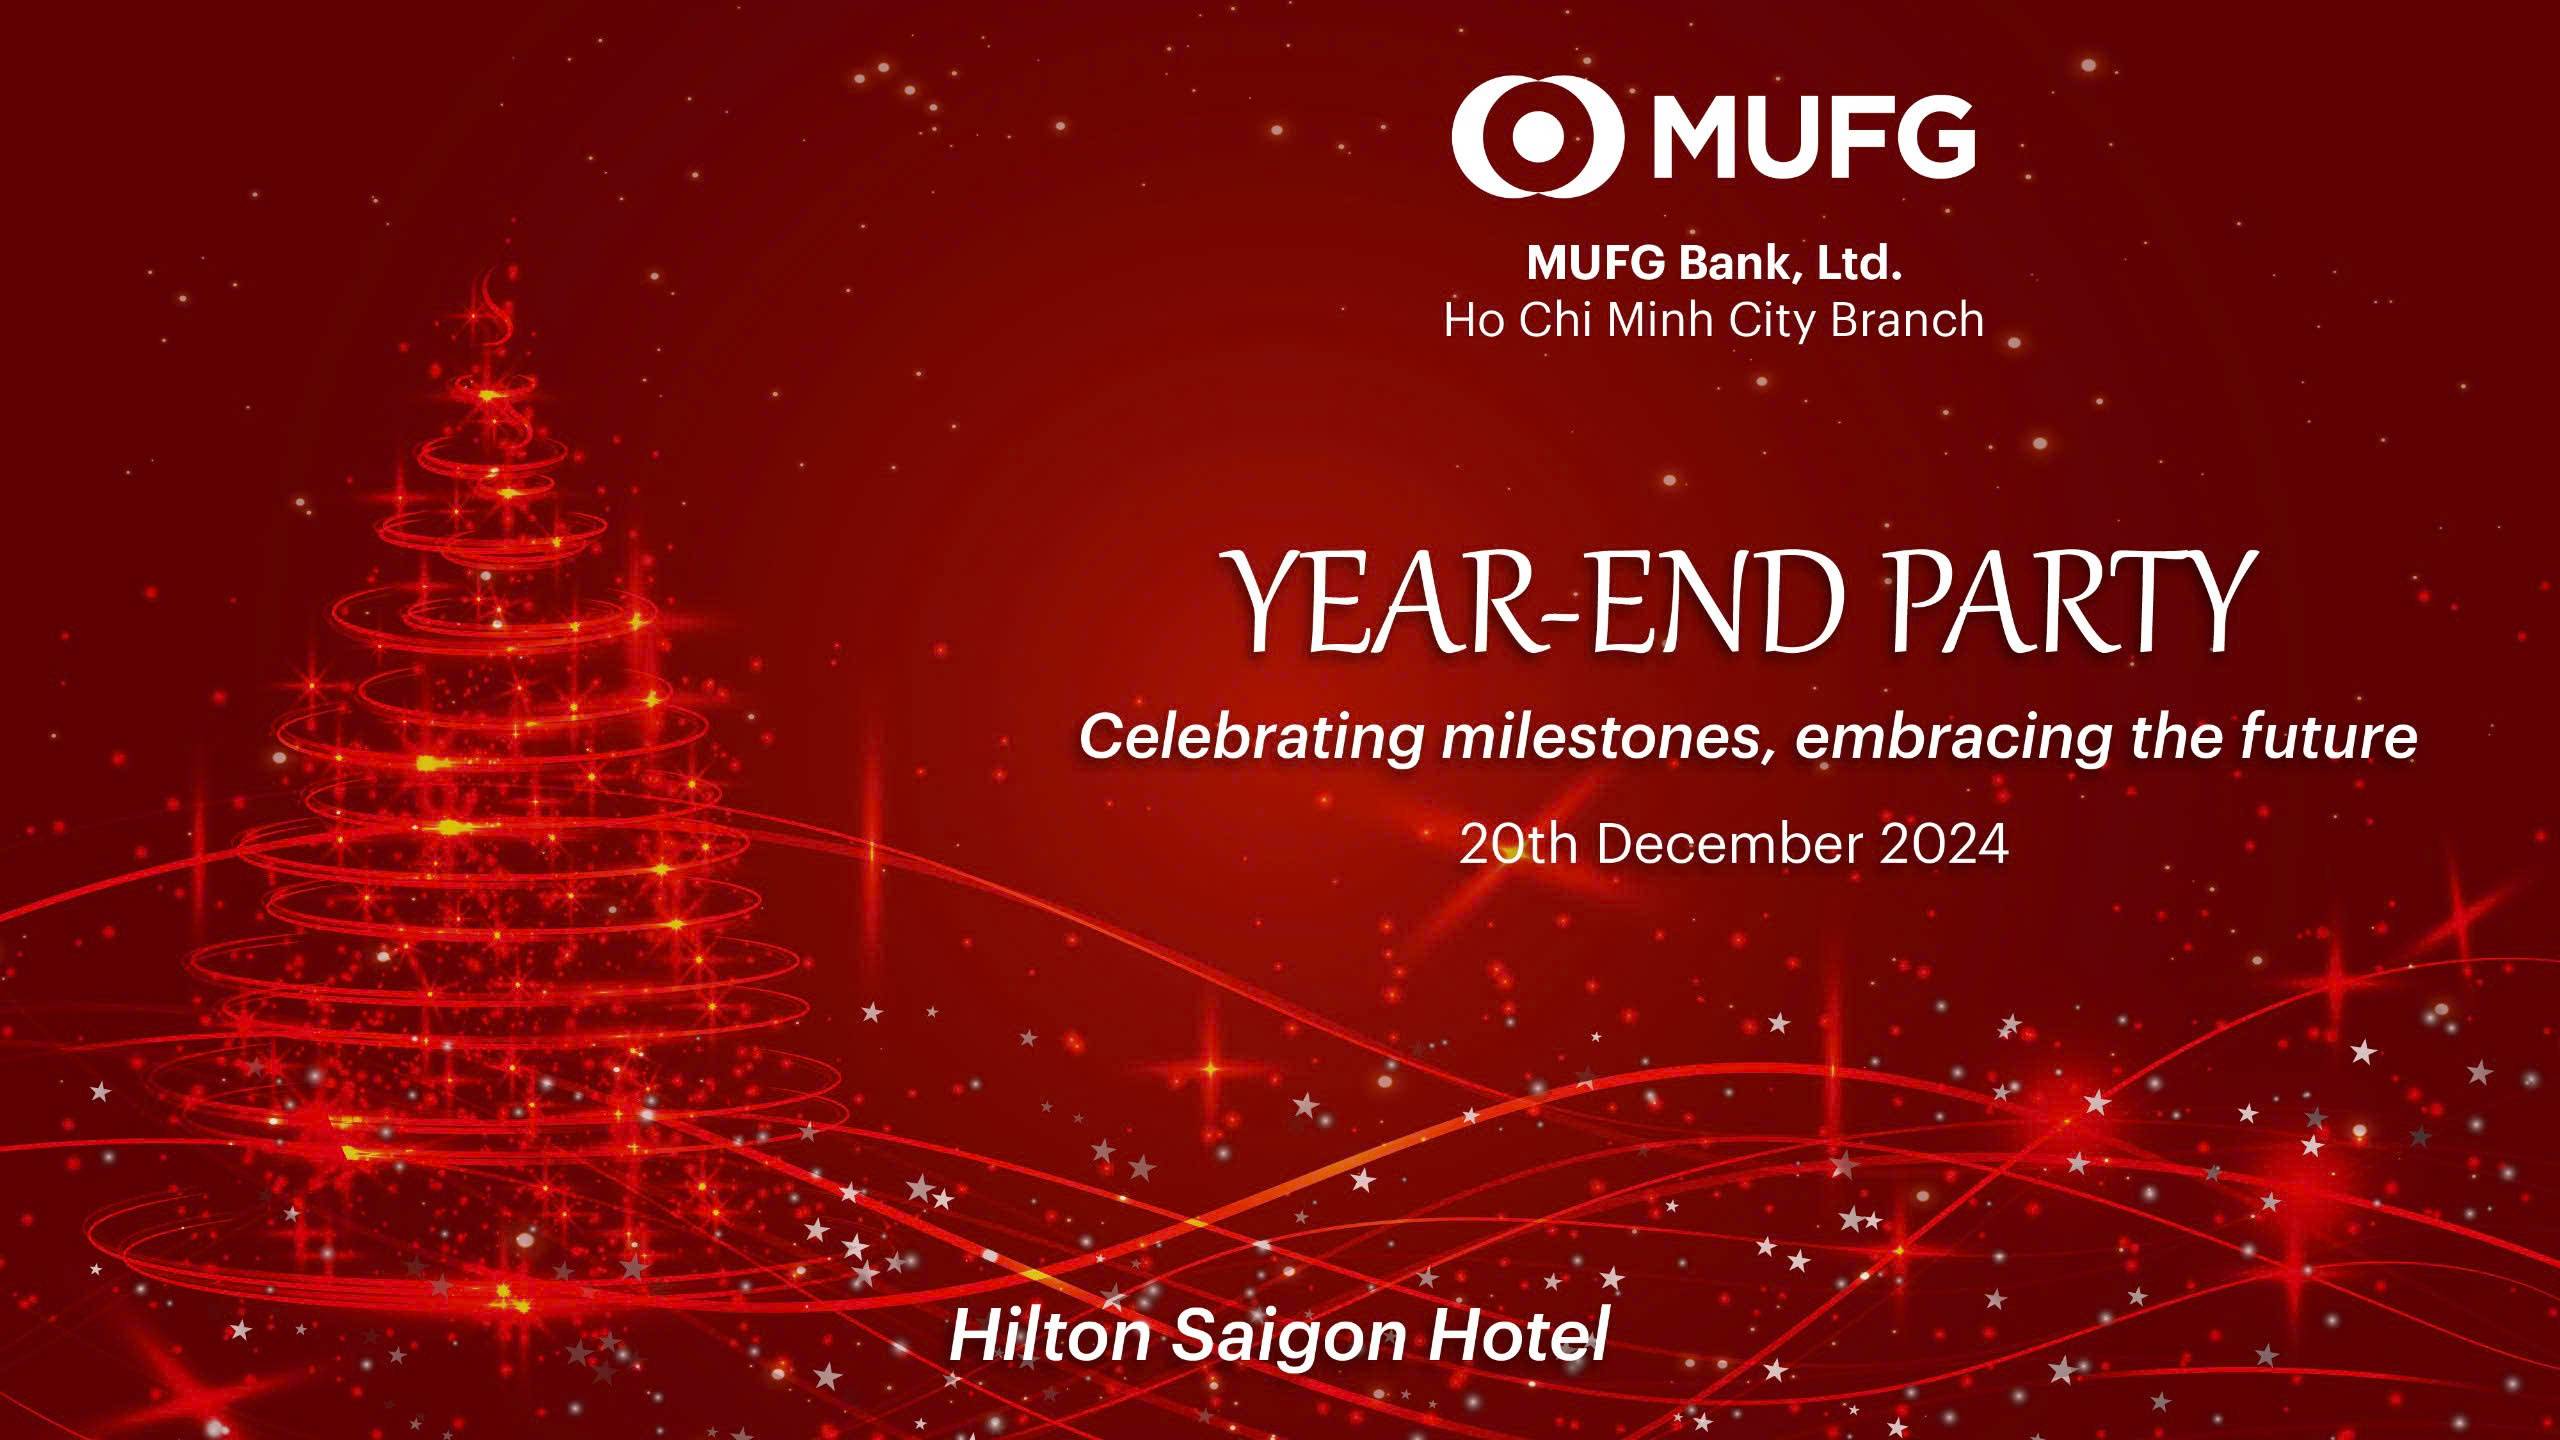 MUFG
MUFG Bank, Ltd.
Ho Chi Minh City Branch
YEAR-END PARTY
Celebrating milestones, embracing the future
20th December 2024
Hilton Saigon Hotel